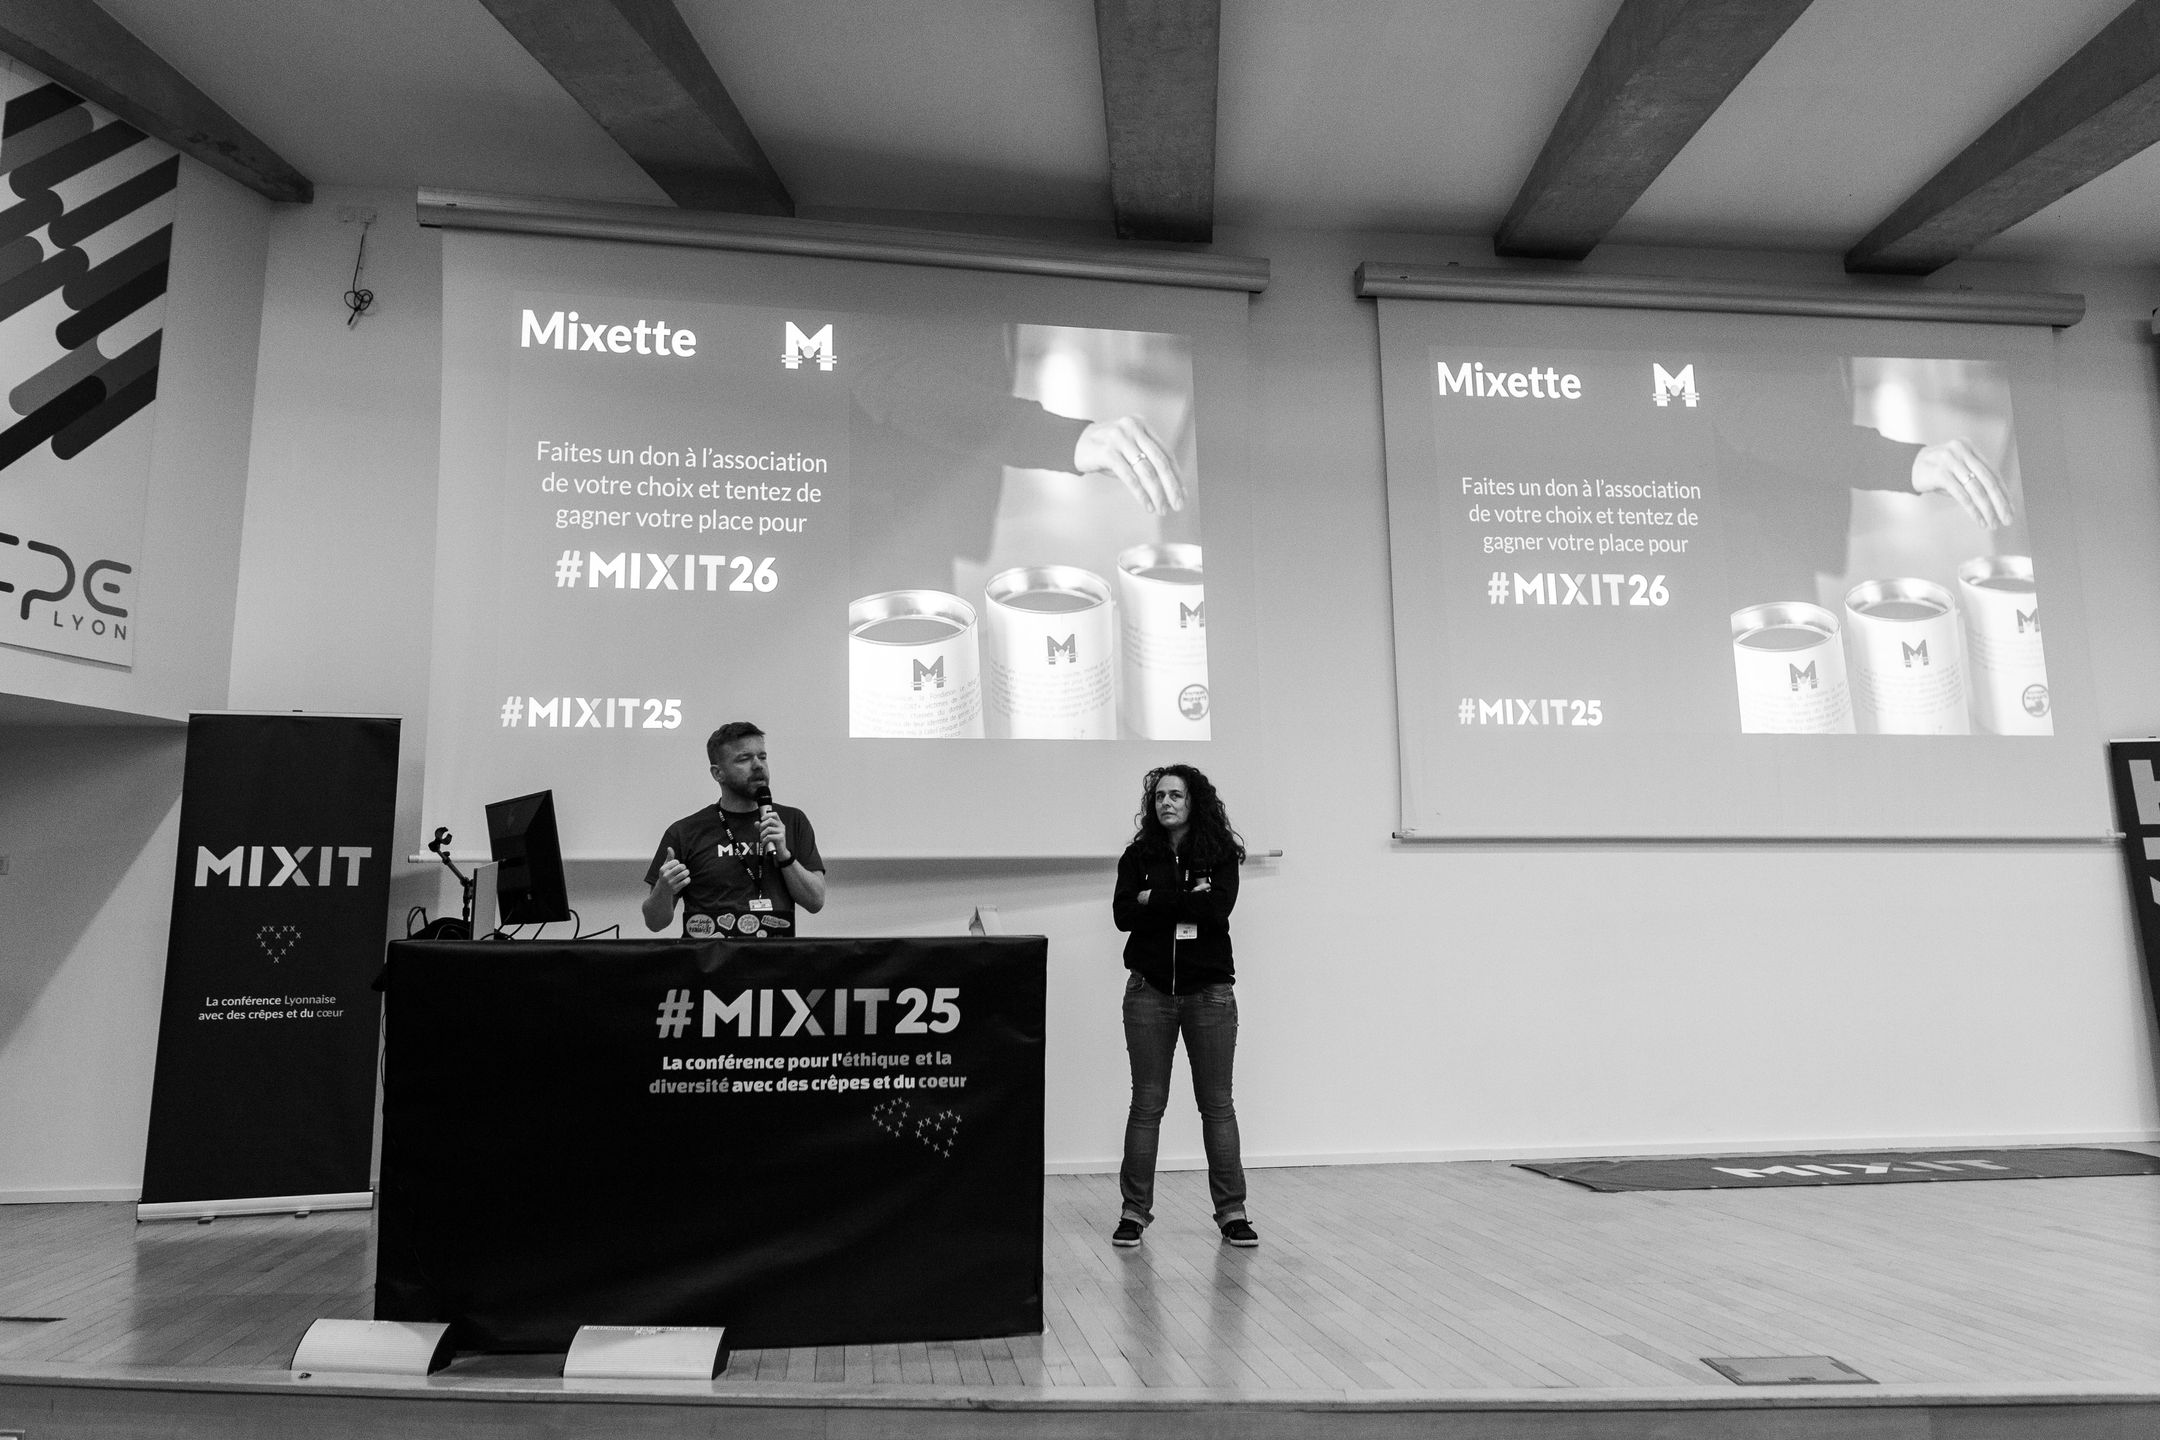 CPE
LYON
MIXIT
La conférence Lyonnaise
avec des crêpes et du cœur
Mixette
M
Faites un don à l'association
de votre choix et tentez de
gagner votre place pour
#MIXIT26
#MIXIT25
M
M
M
Mixette
M
Faites un don à l'association
de votre choix et tentez de
gagner votre place pour
#MIXIT26
#MIXIT25
M
M
M
#MIXIT25
La conférence pour l'éthique et la
diversité avec des crêpes et du coeur
MIXIT